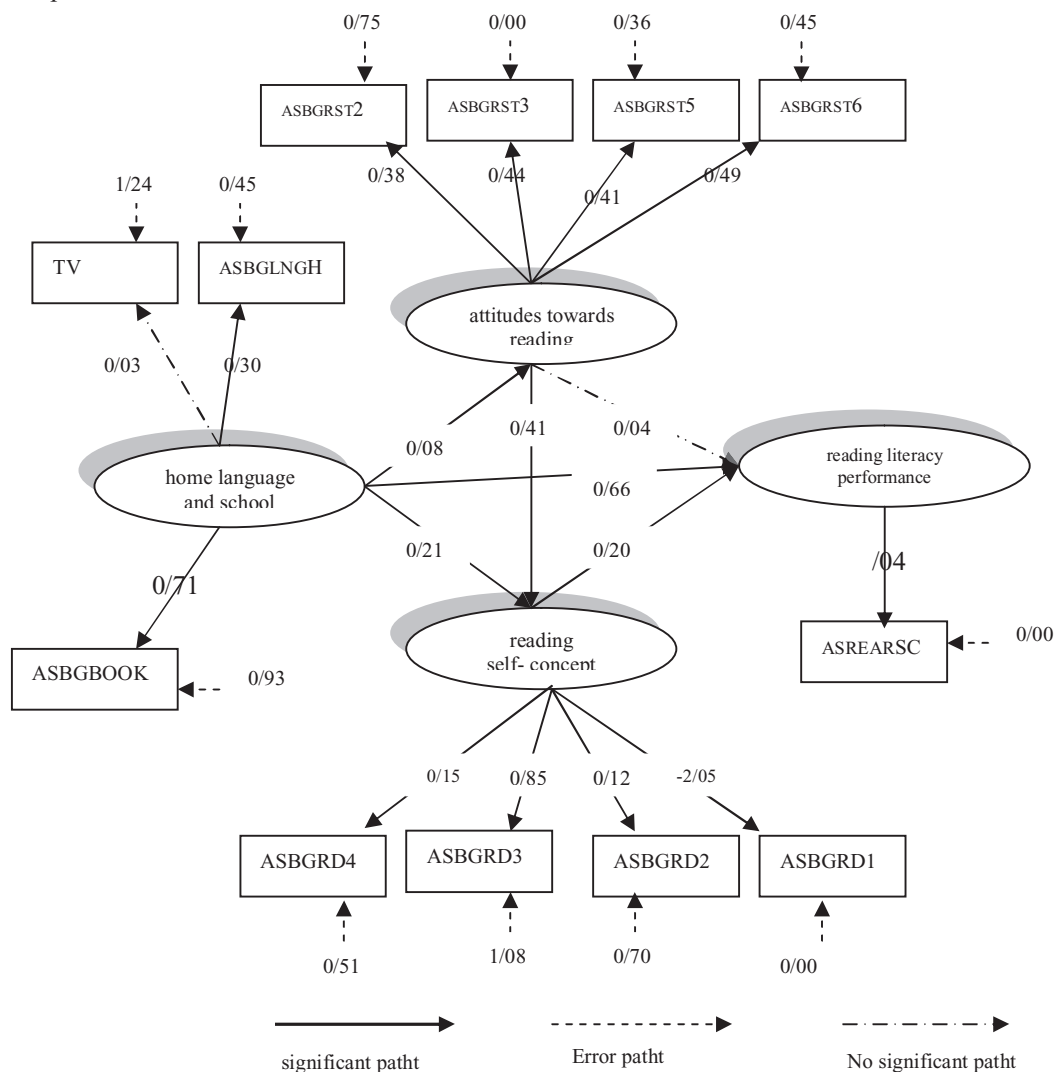 0/75 0/00 0/36 0/45
ASBGRST2 ASBGRST3 ASBGRST5 ASBGRST6
0/38 0/44 0/41 0/49
1/24 0/45
TV ASBGLNGH
0/03 0/30
attitudes towards
reading
0/08 0/41 0/04
home language
and school
reading literacy
performance
0/66
0/21 0/20
0/71 /04
reading
self- concept
ASBGBOOK 0/93
ASREARSC 0/00
0/15 0/85 0/12 -2/05
ASBGRD4 ASBGRD3 ASBGRD2 ASBGRD1
0/51 1/08 0/70 0/00
significant patht Error patht No significant patht